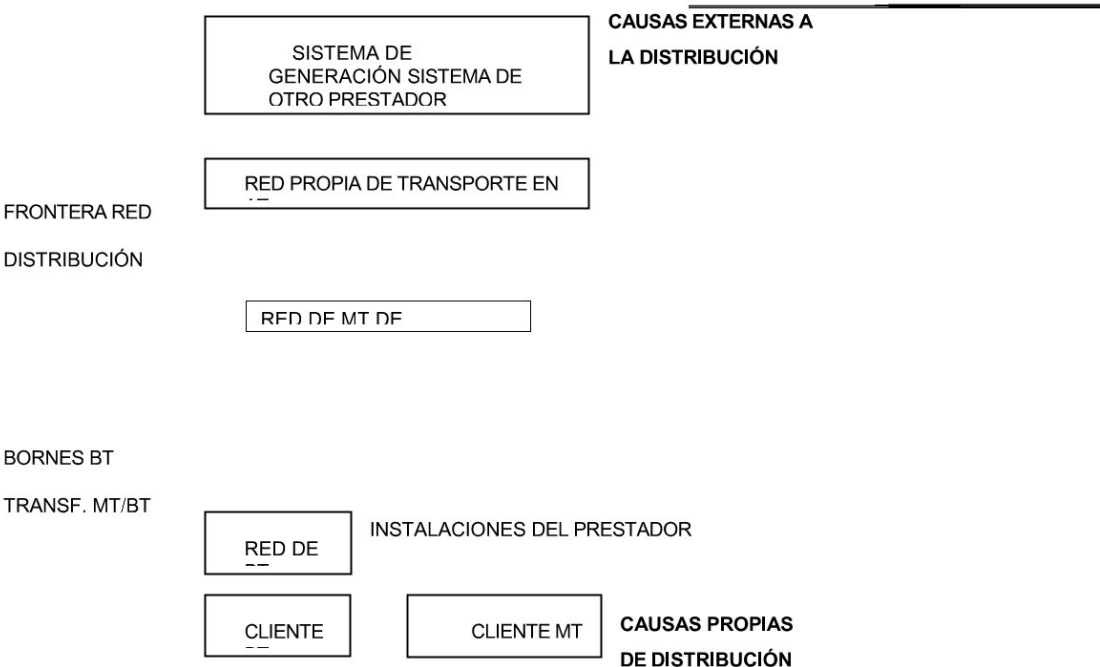 CAUSAS EXTERNAS A
LA DISTRIBUCIÓN
SISTEMA DE
GENERACIÓN SISTEMA DE
OTRO PRESTADOR
RED PROPIA DE TRANSPORTE EN
FRONTERA RED
DISTRIBUCIÓN
RED DE MT DE
BORNES BT
TRANSF. MT/BT
RED DE
INSTALACIONES DEL PRESTADOR
CLIENTE
CLIENTE MT
CAUSAS PROPIAS
DE DISTRIBUCIÓN